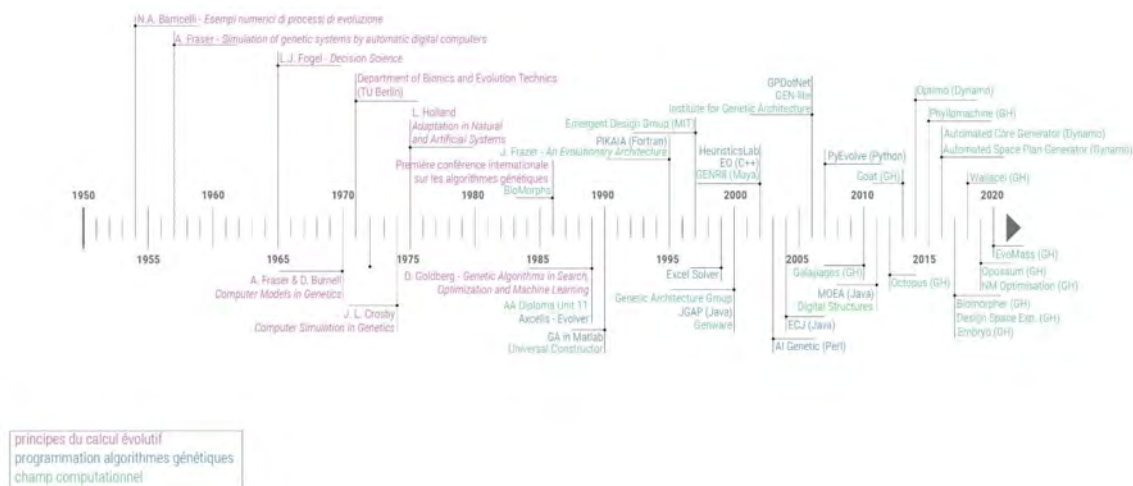 N.A. Barricelli - Esempi numerici di processi di evoluzione
A. Fraser - Simulation of genetic systems by automatic digital computers
L.J. Fogel - Decision Science
Department of Bionics and Evolution Technics
(TU Berlin)
L. Holland
Adaptation in Natural
and Artificial Systems
Première conférence internationale
sur les algorithmes génétiques
BioMorphs
Emergent Design Group (MIT)
PIKAIA (Fortran)
J. Frazer - An Evolutionary Architecture
GPDotNet
GEN-like
Institute for Genetic Architecture
HeuristicsLab
EO (C++)
GENR8 (Maya)
PyEvolve (Python)
Goat (GH)
Optimo (Dynamo)
Phyllomachine (GH)
Automated Core Generator (Dynamo)
Automated Space Plan Generator (Dynamo)
Wallacei (GH)
1950 1960 1970 1980 1990 2000 2010 2020
1955 1965 1975 1985 1995 2005 2015
A. Fraser & D. Burnell
Computer Models in Genetics
J. L. Crosby
Computer Simulation in Genetics
D. Goldberg - Genetic Algorithms in Search,
Optimization and Machine Learning
AA Diploma Unit 11
Axcelis - Evolver
GA in Matlab
Universal Constructor
Excel Solver
Genetic Architecture Group
JGAP (Java)
Genware
ECJ (Java)
AI Genetic (Perl)
Galapagos (GH)
MOEA (Java)
Digital Structures
Octopus (GH)
EvoMass (GH)
Opossum (GH)
NM Optimisation (GH)
Biomorpher (GH)
Design Space Exp. (GH)
Embryo (GH)
principes du calcul évolutif
programmation algorithmes génétiques
champ computationnel